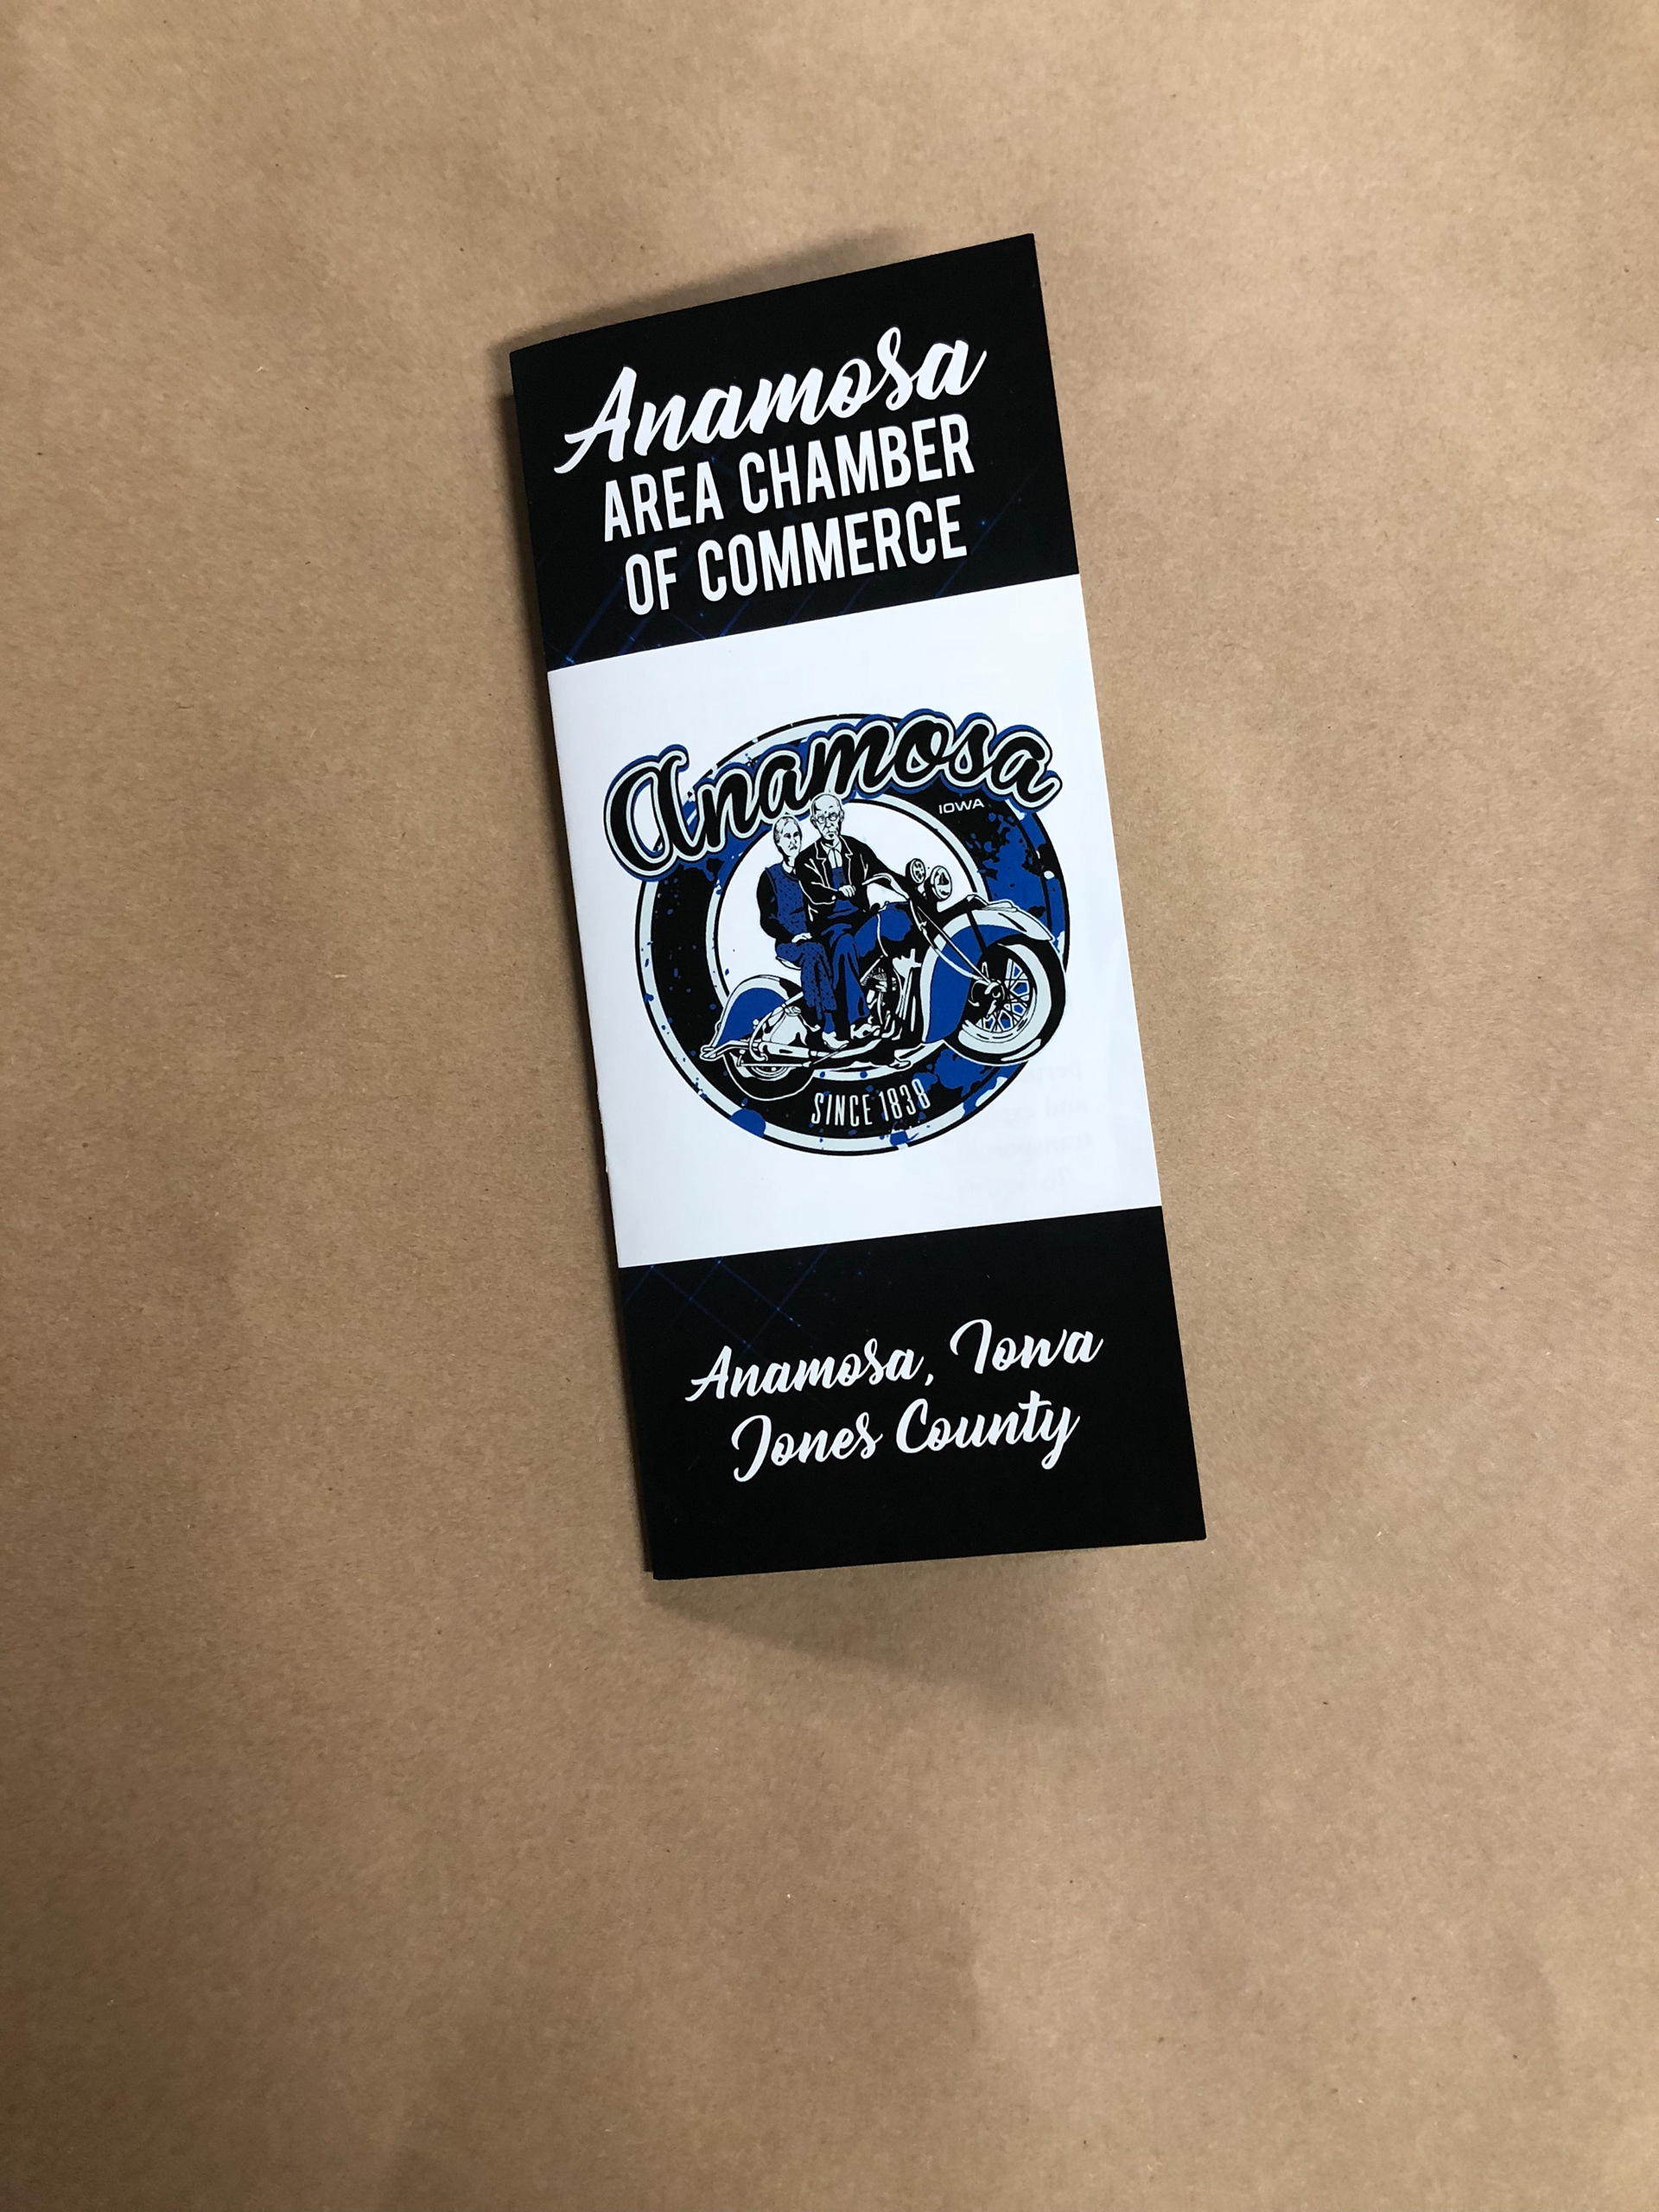 Anamosa
AREA CHAMBER
OF COMMERCE
Anamosa
IOWA
SINCE 1838
Anamosa, Iowa
Jones County